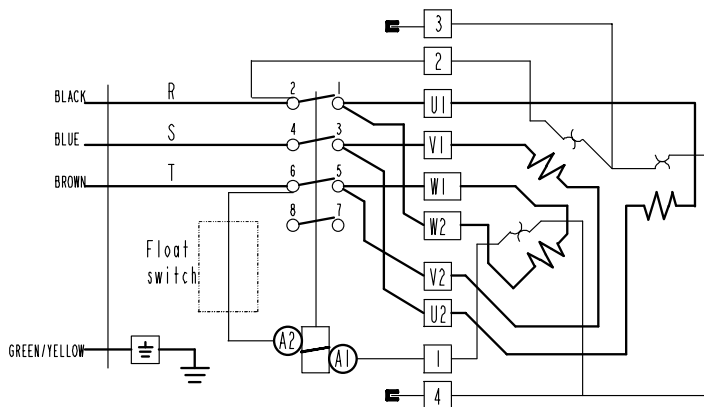 3
2
2 1
BLACK R U1
4 3
BLUE S V1
6 5
BROWN T W1
8 7
W2
Float
switch
V2
U2
A2
A1 1
GREEN/YELLOW
4